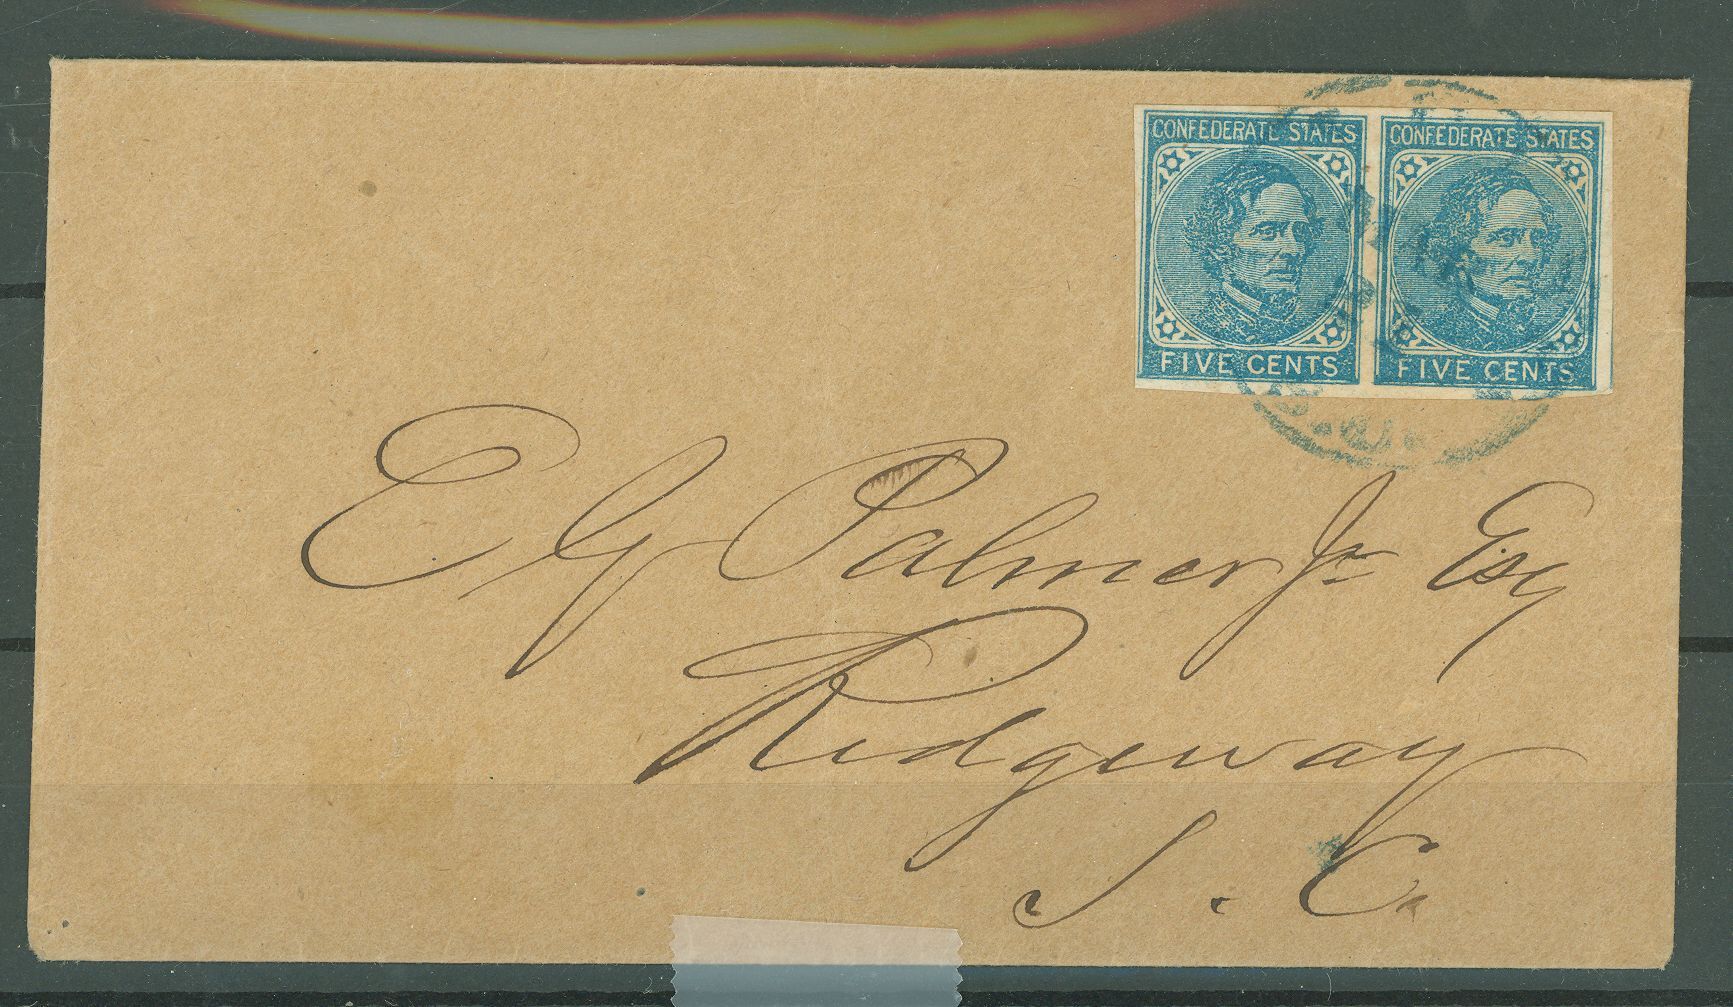 CONFEDERATE STATES
FIVE CENTS
CONFEDERATE STATES
FIVE CENTS
E G Palmer Jr Esq
Ridgeway
S. C.